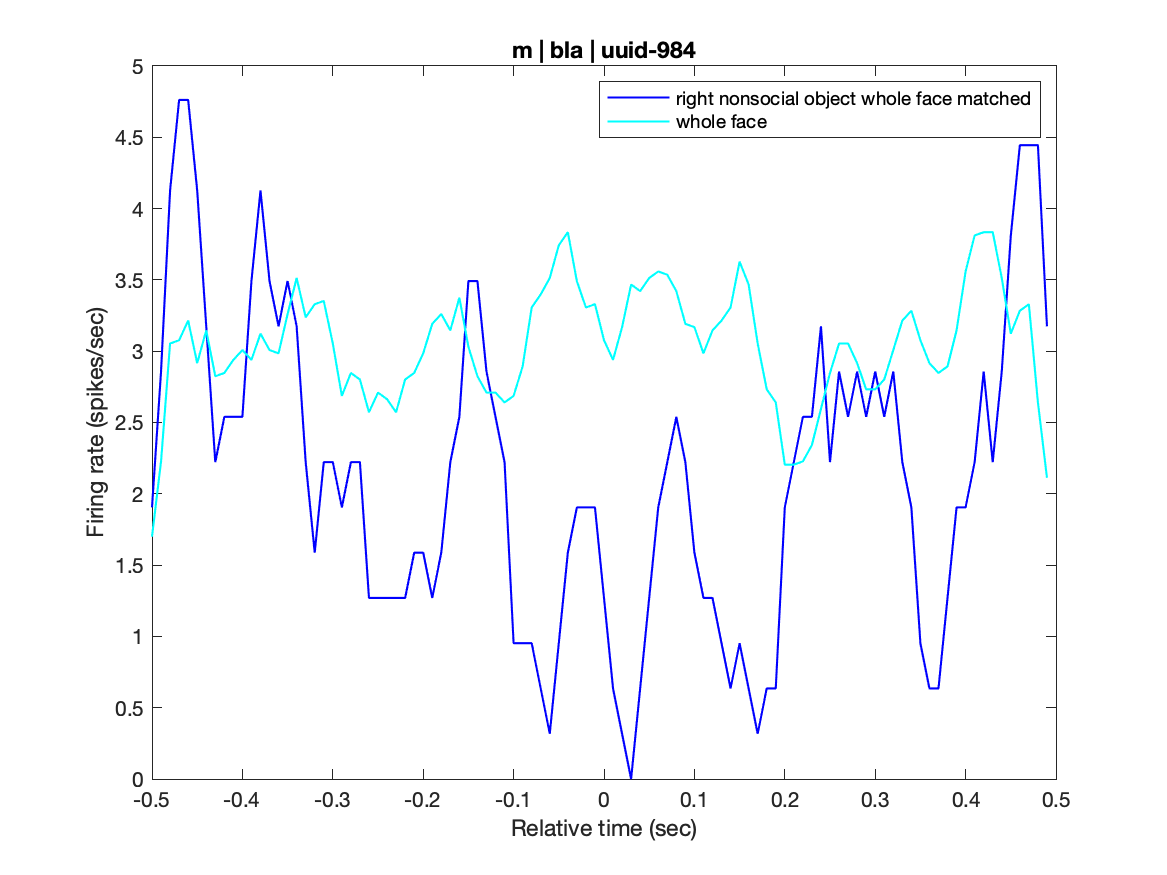 m | bla | uuid-984
right nonsocial object whole face matched
whole face
Firing rate (spikes/sec)
5
4.5
4
3.5
3
2.5
2
1.5
1
0.5
0
-0.5 -0.4 -0.3 -0.2 -0.1 0 0.1 0.2 0.3 0.4 0.5
Relative time (sec)